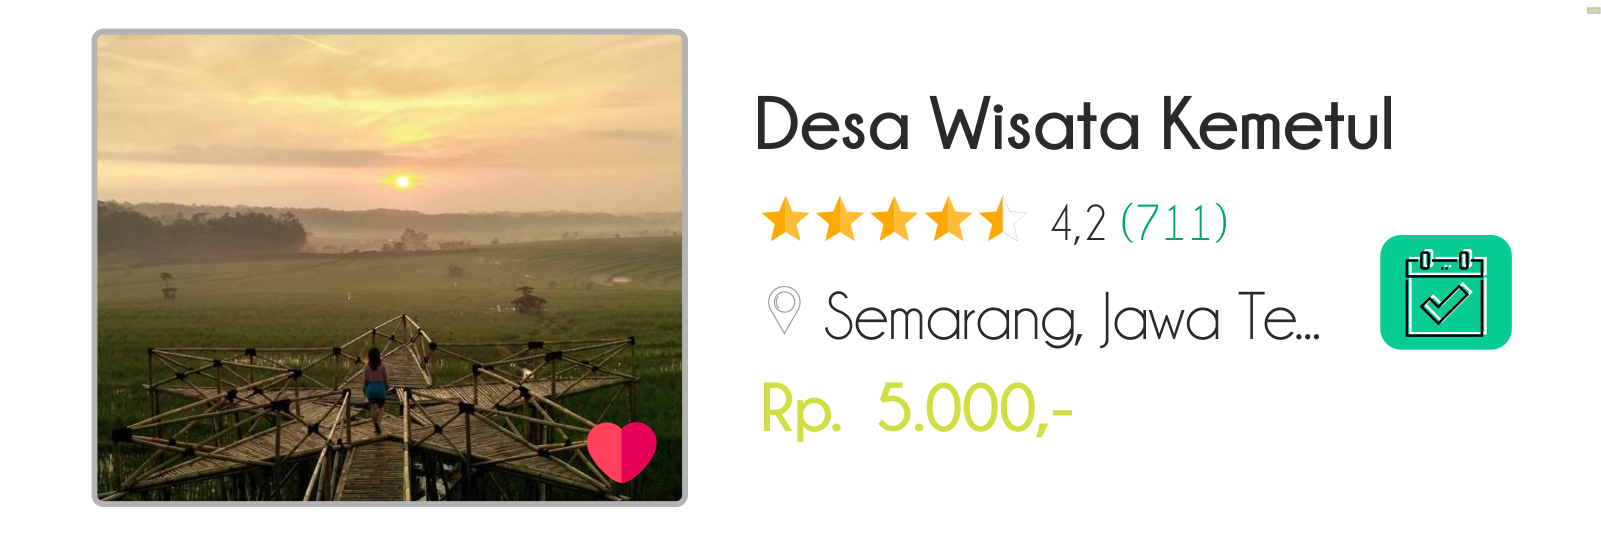 Desa Wisata Kemetul
4,2 (711)
Semarang, Jawa Te...
Rp. 5.000,-